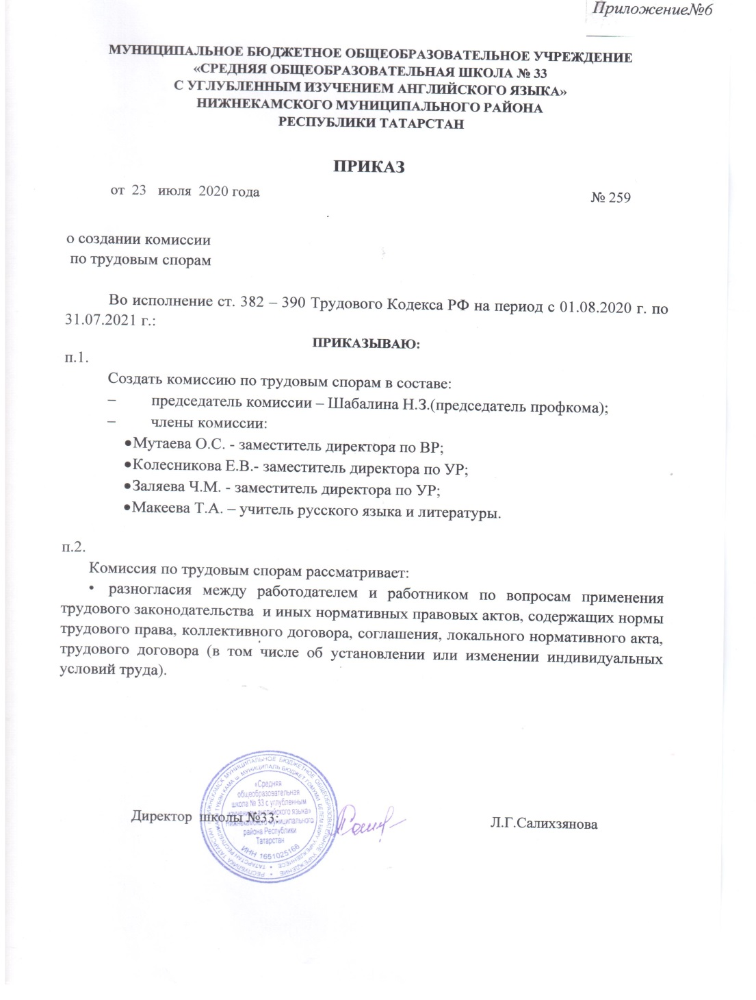 Приложение№6
МУНИЦИПАЛЬНОЕ БЮДЖЕТНОЕ ОБЩЕОБРАЗОВАТЕЛЬНОЕ УЧРЕЖДЕНИЕ
«СРЕДНЯЯ ОБЩЕОБРАЗОВАТЕЛЬНАЯ ШКОЛА № 33
С УГЛУБЛЕННЫМ ИЗУЧЕНИЕМ АНГЛИЙСКОГО ЯЗЫКА»
НИЖНЕКАМСКОГО МУНИЦИПАЛЬНОГО РАЙОНА
РЕСПУБЛИКИ ТАТАРСТАН
ПРИКАЗ
от 23 июля 2020 года
№ 259
о создании комиссии
по трудовым спорам
Во исполнение ст. 382 – 390 Трудового Кодекса РФ на период с 01.08.2020 г. по
31.07.2021 г.:
ПРИКАЗЫВАЮ:
п.1.
Создать комиссию по трудовым спорам в составе:
– председатель комиссии – Шабалина Н.З.(председатель профкома);
– члены комиссии:
•Мутаева О.С. - заместитель директора по ВР;
•Колесникова Е.В.- заместитель директора по УР;
•Заляева Ч.М. - заместитель директора по УР;
•Макеева Т.А. – учитель русского языка и литературы.
п.2.
Комиссия по трудовым спорам рассматривает:
• разногласия между работодателем и работником по вопросам применения
трудового законодательства и иных нормативных правовых актов, содержащих нормы
трудового права, коллективного договора, соглашения, локального нормативного акта,
трудового договора (в том числе об установлении или изменении индивидуальных
условий труда).
Директор школы №33:
Л.Г.Салихзянова
«Средняя
общеобразовательная
школа № 33 с углубленным
изучением английского языка»
Нижнекамского муниципального
района Республики
Татарстан
ИНН 1651025166